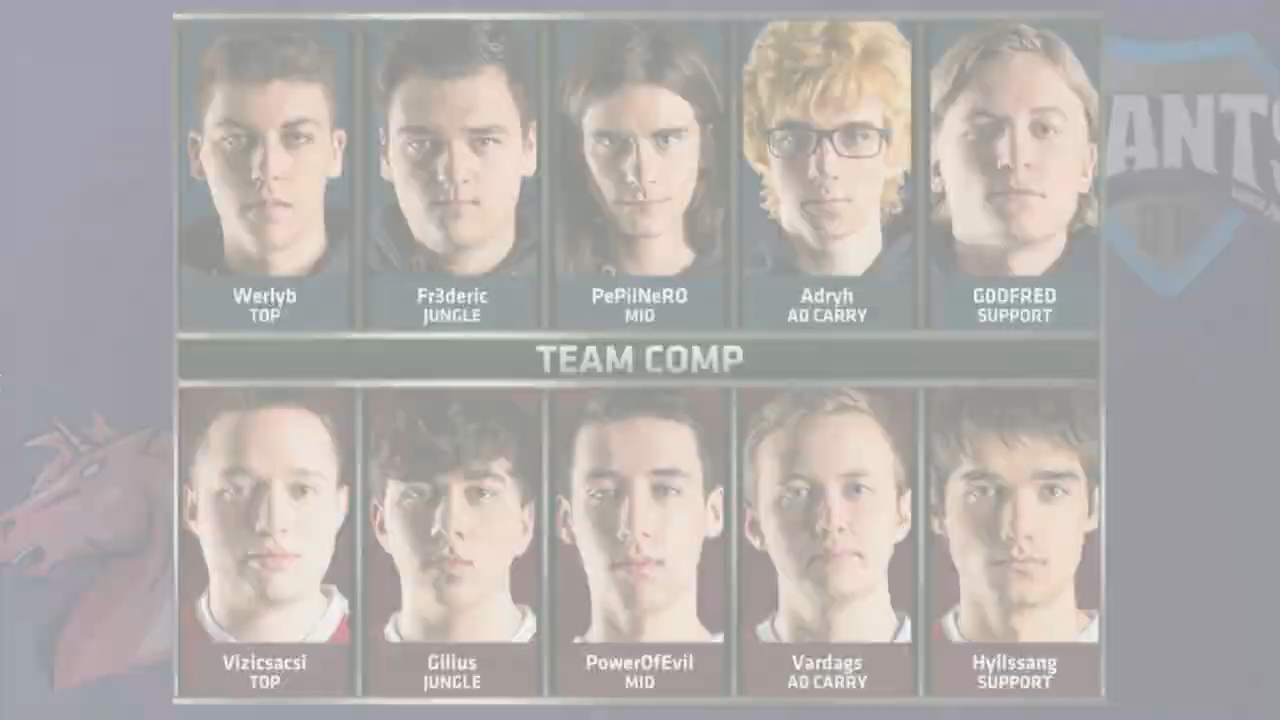 Werlyb Fr3deric PePiiNeRO Adryh G0DFRED
TOP JUNGLE MID AD CARRY SUPPORT
ANTS
TEAM COMP
Vizicsacsi Gilius PowerOfEvil Vardags Hylissang
TOP JUNGLE MID AD CARRY SUPPORT